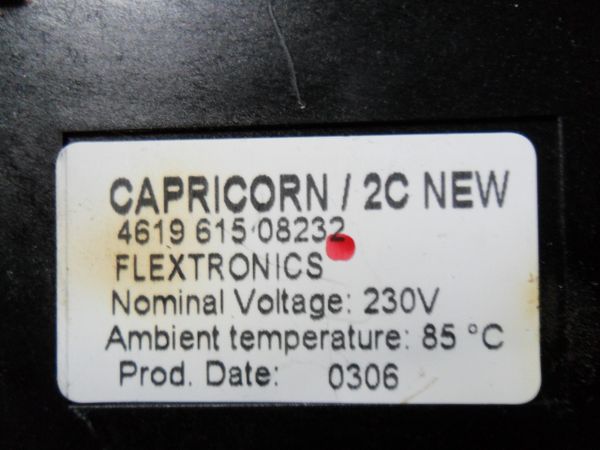 CAPRICORN / 2C NEW
4619 615 08232
FLEXTRONICS
Nominal Voltage: 230V
Ambient temperature: 85 °C
Prod. Date: 0306